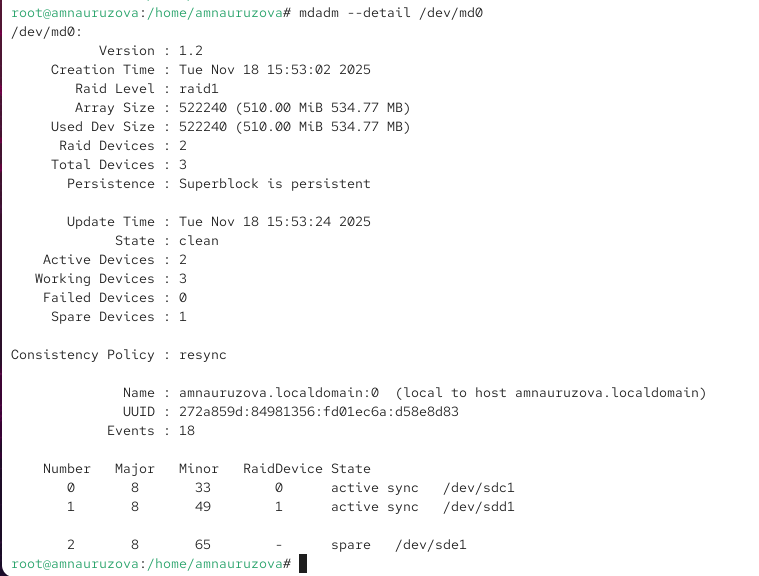 root@amnauruzova:/home/amnauruzova# mdadm --detail /dev/md0
/dev/md0:
           Version : 1.2
     Creation Time : Tue Nov 18 15:53:02 2025
        Raid Level : raid1
        Array Size : 522240 (510.00 MiB 534.77 MB)
     Used Dev Size : 522240 (510.00 MiB 534.77 MB)
      Raid Devices : 2
     Total Devices : 3
       Persistence : Superblock is persistent

       Update Time : Tue Nov 18 15:53:24 2025
             State : clean
    Active Devices : 2
   Working Devices : 3
    Failed Devices : 0
     Spare Devices : 1

Consistency Policy : resync

              Name : amnauruzova.localdomain:0  (local to host amnauruzova.localdomain)
              UUID : 272a859d:84981356:fd01ec6a:d58e8d83
            Events : 18

    Number   Major   Minor   RaidDevice State
       0       8       33        0      active sync   /dev/sdc1
       1       8       49        1      active sync   /dev/sdd1

       2       8       65        -      spare   /dev/sde1
root@amnauruzova:/home/amnauruzova#